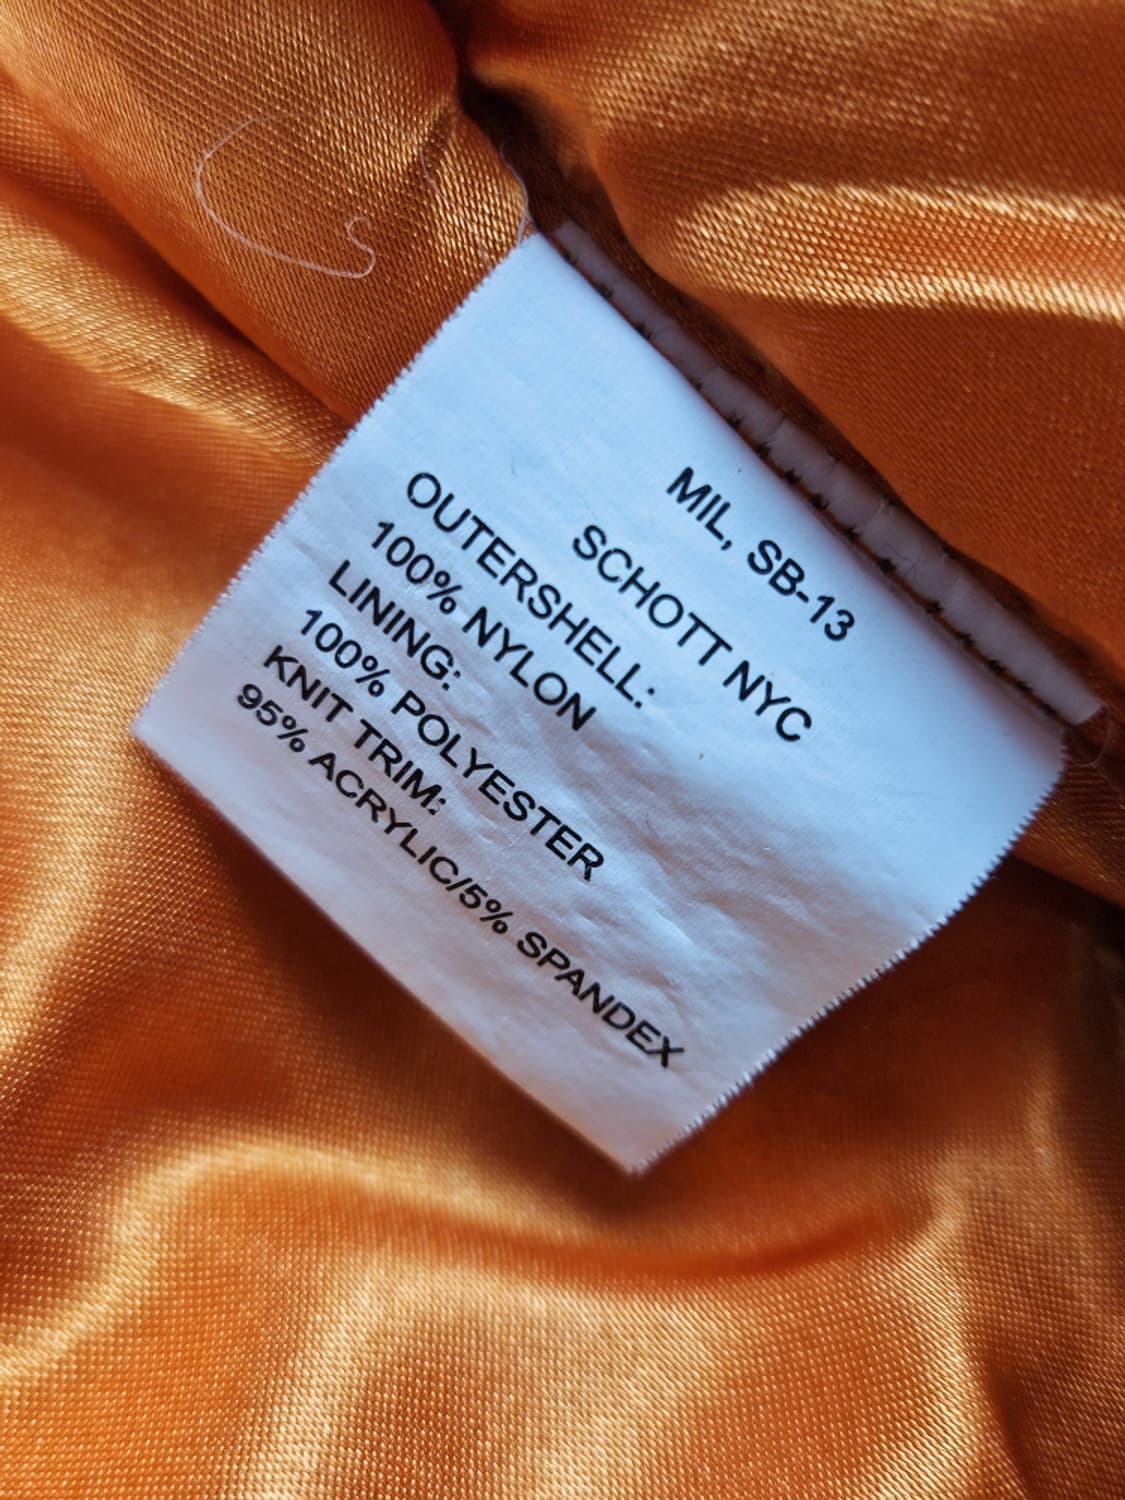 MIL, SB-13
SCHOTT NYC
OUTERSHELL:
100% NYLON
LINING:
100% POLYESTER
KNIT TRIM:
95% ACRYLIC/5% SPANDEX